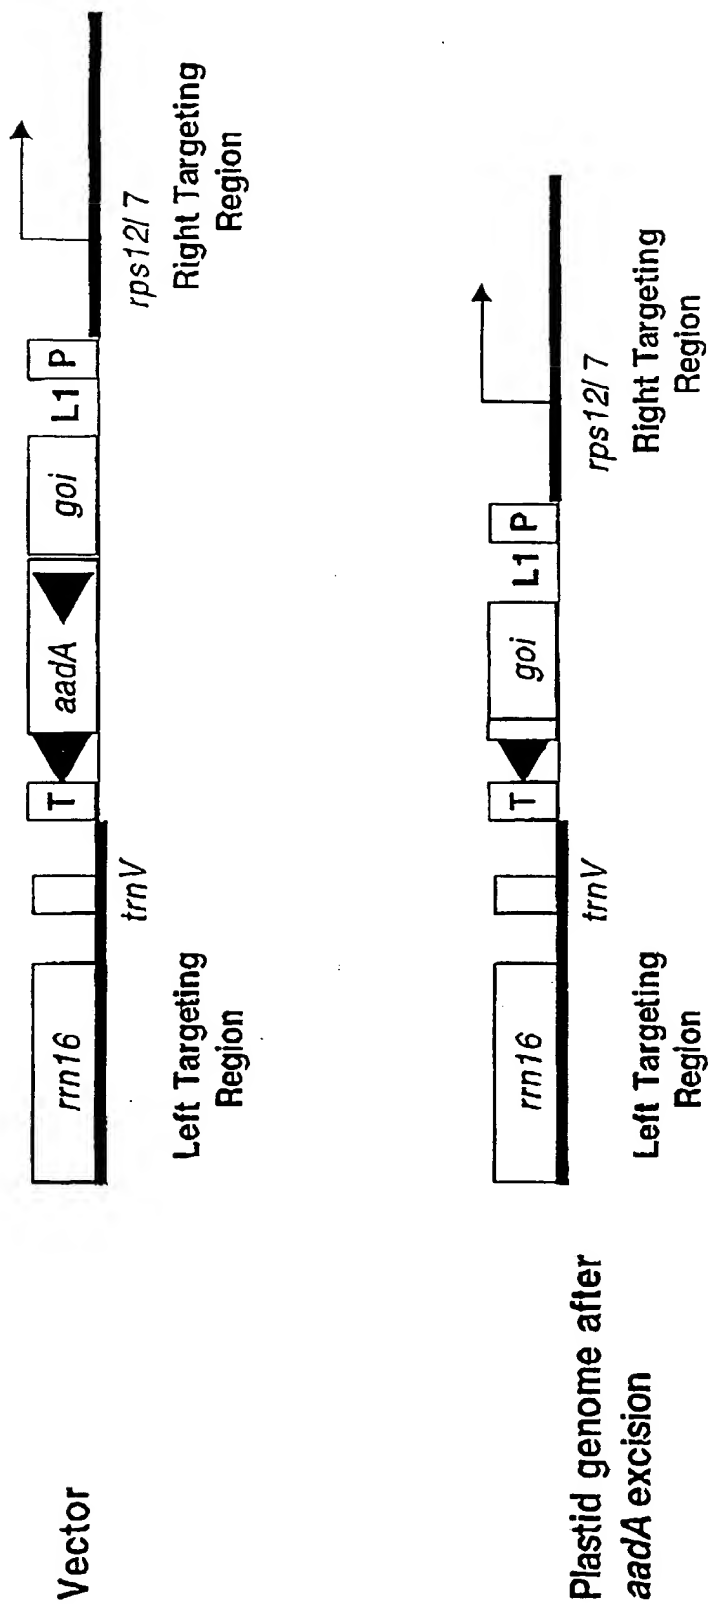 Vector
rrn16
trnV
T
aadA
goi
L1
P
rps12/7
Left Targeting
Region
Right Targeting
Region
Plastid genome after
aadA excision
rrn16
trnV
T
goi
L1
P
rps12/7
Left Targeting
Region
Right Targeting
Region